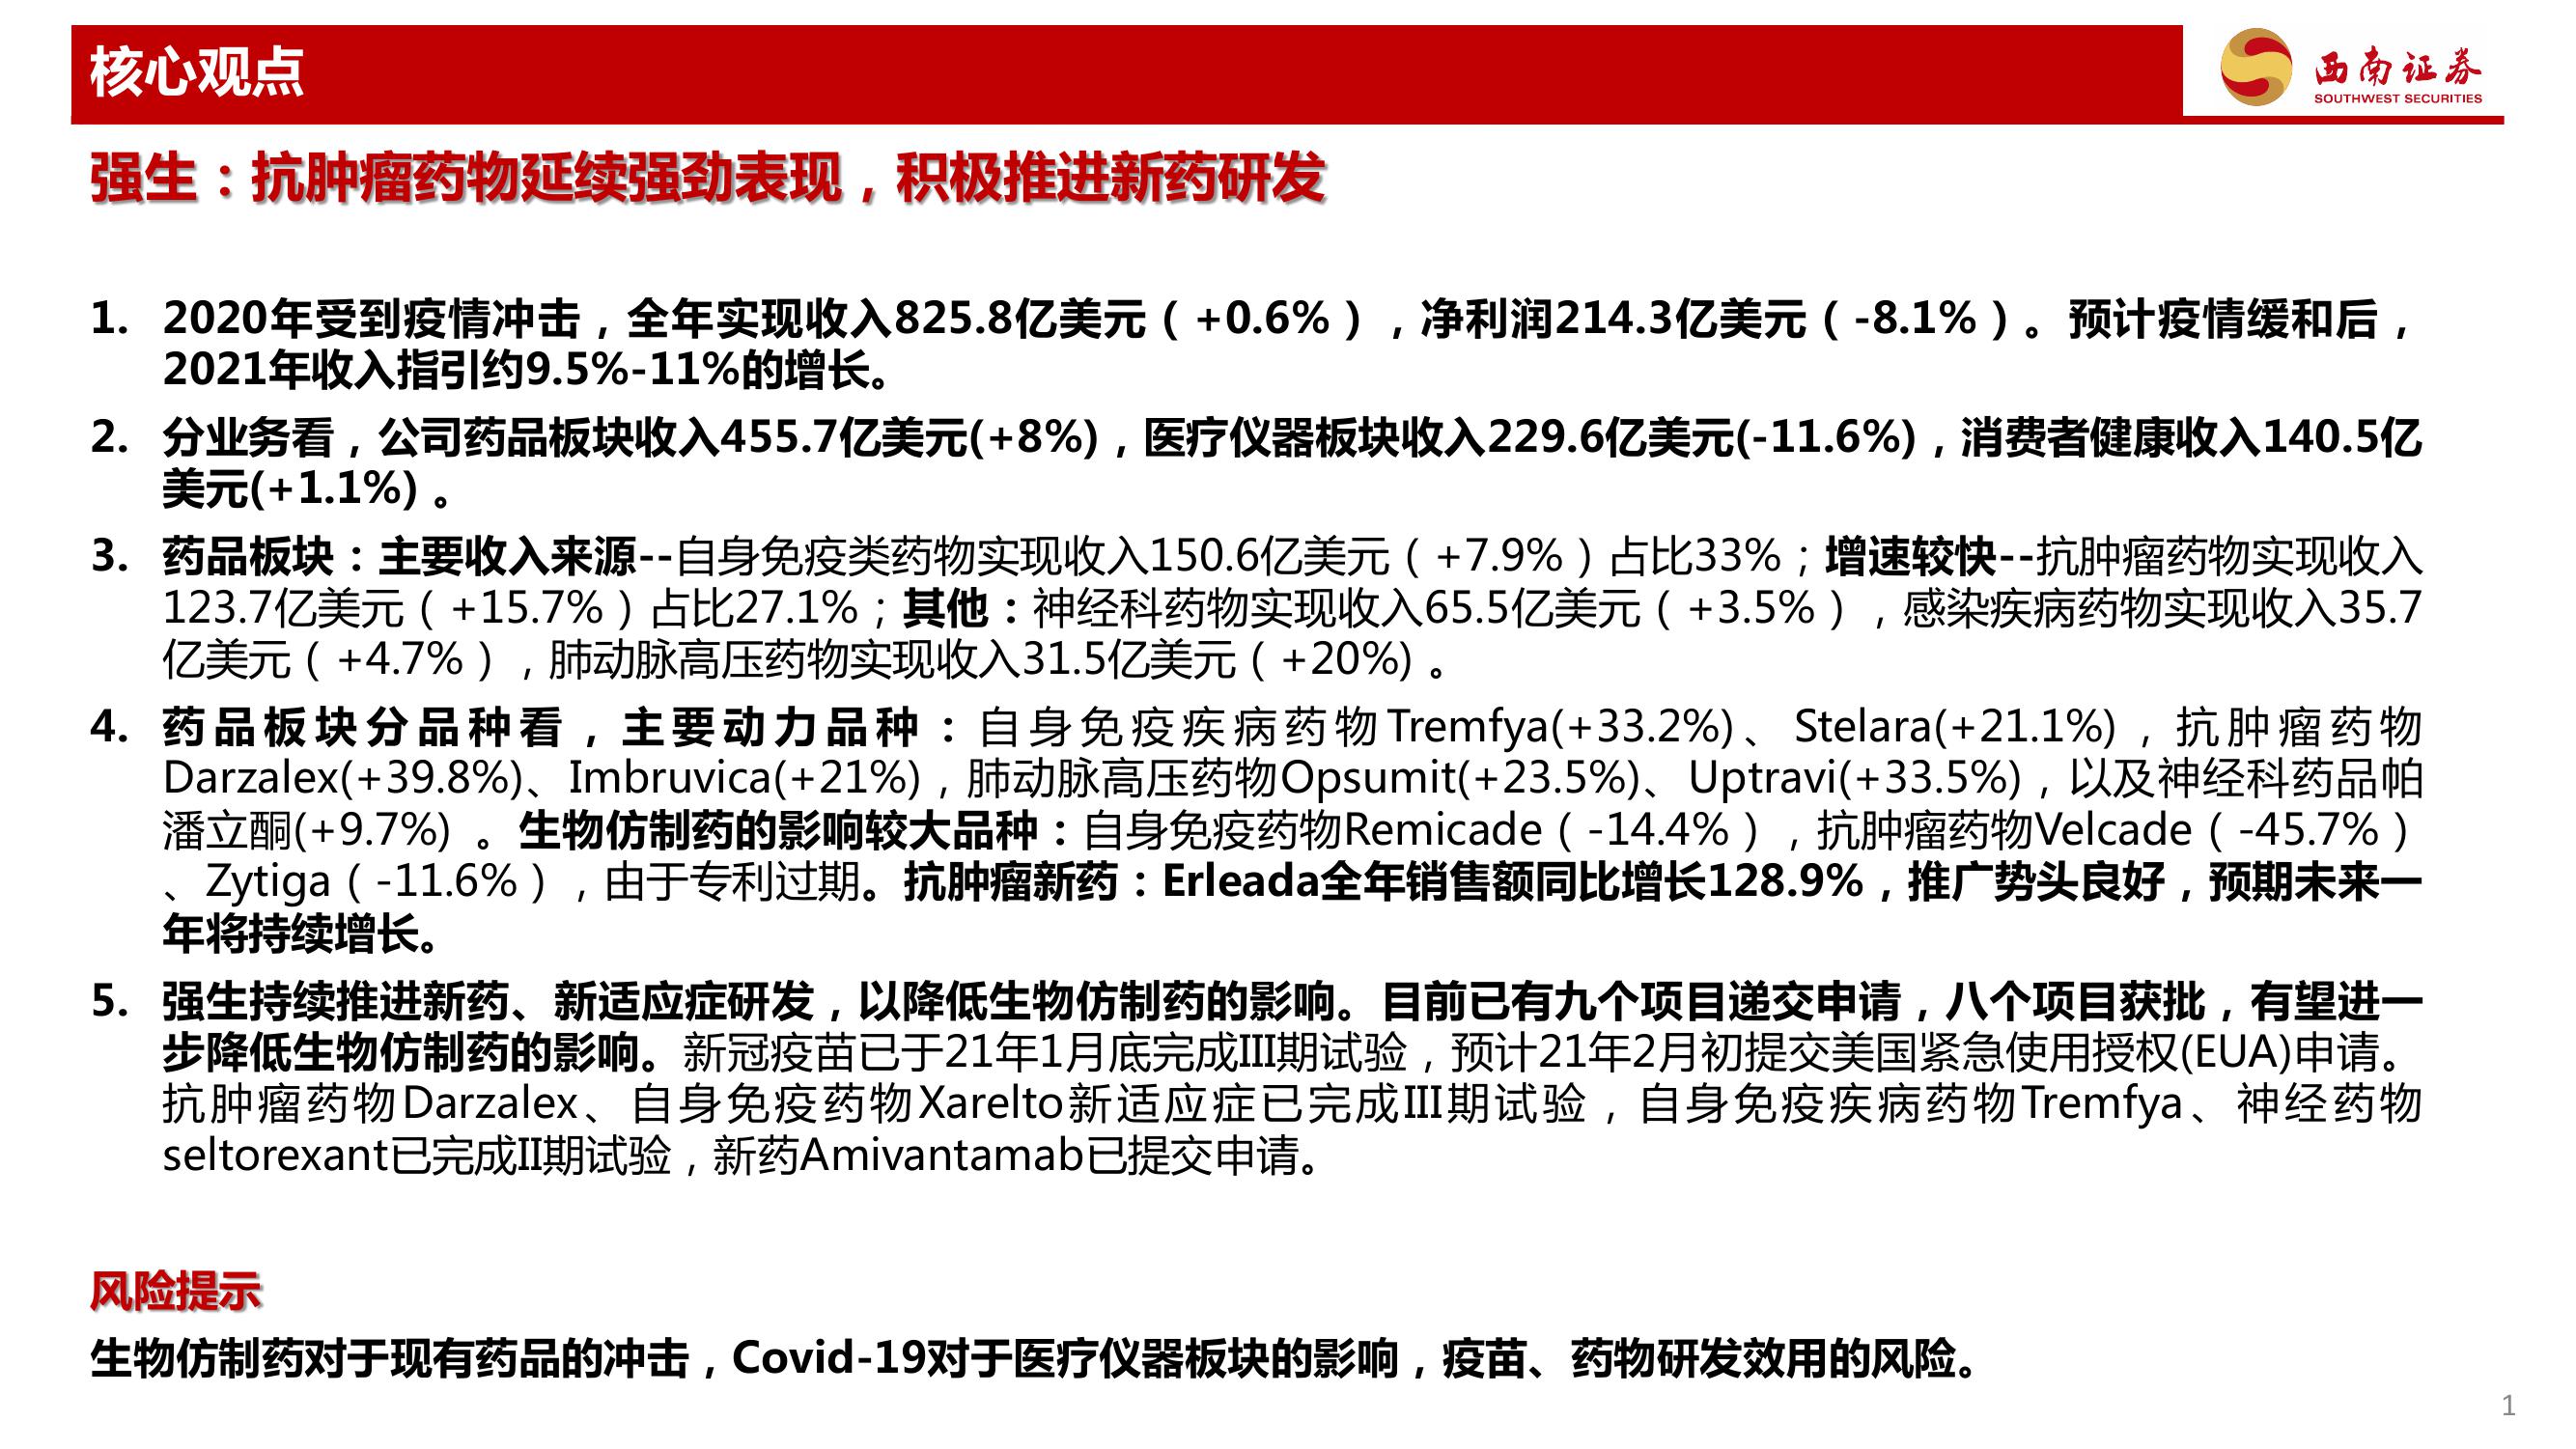 核心观点
西南证券
SOUTHWEST SECURITIES
强生：抗肿瘤药物延续强劲表现，积极推进新药研发
1. 2020年受到疫情冲击，全年实现收入825.8亿美元（+0.6%），净利润214.3亿美元（-8.1%）。预计疫情缓和后，
2021年收入指引约9.5%-11%的增长。
2. 分业务看，公司药品板块收入455.7亿美元(+8%)，医疗仪器板块收入229.6亿美元(-11.6%)，消费者健康收入140.5亿
美元(+1.1%)。
3. 药品板块：主要收入来源--自身免疫类药物实现收入150.6亿美元（+7.9%）占比33%；增速较快--抗肿瘤药物实现收入
123.7亿美元（+15.7%）占比27.1%；其他：神经科药物实现收入65.5亿美元（+3.5%），感染疾病药物实现收入35.7
亿美元（+4.7%），肺动脉高压药物实现收入31.5亿美元（+20%)。
4. 药品板块分品种看，主要动力品种：自身免疫疾病药物Tremfya(+33.2%)、Stelara(+21.1%)，抗肿瘤药物
Darzalex(+39.8%)、Imbruvica(+21%)，肺动脉高压药物Opsumit(+23.5%)、Uptravi(+33.5%)，以及神经科药品帕
潘立酮(+9.7%) 。生物仿制药的影响较大品种：自身免疫药物Remicade（-14.4%），抗肿瘤药物Velcade（-45.7%）
、Zytiga（-11.6%），由于专利过期。抗肿瘤新药：Erleada全年销售额同比增长128.9%，推广势头良好，预期未来一
年将持续增长。
5. 强生持续推进新药、新适应症研发，以降低生物仿制药的影响。目前已有九个项目递交申请，八个项目获批，有望进一
步降低生物仿制药的影响。新冠疫苗已于21年1月底完成III期试验，预计21年2月初提交美国紧急使用授权(EUA)申请。
抗肿瘤药物Darzalex、自身免疫药物Xarelto新适应症已完成III期试验，自身免疫疾病药物Tremfya、神经药物
seltorexant已完成II期试验，新药Amivantamab已提交申请。
风险提示
生物仿制药对于现有药品的冲击，Covid-19对于医疗仪器板块的影响，疫苗、药物研发效用的风险。
1